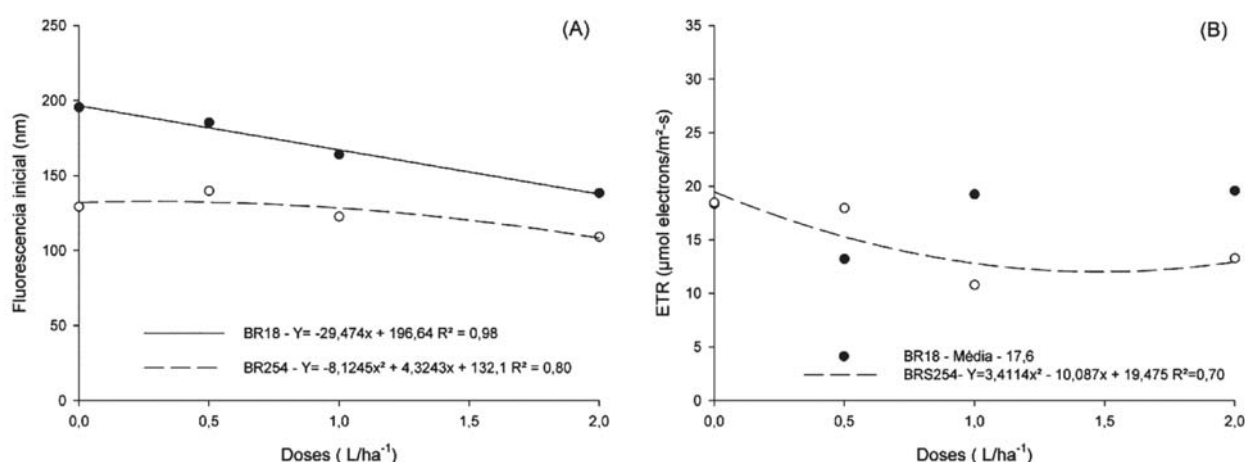 (A)
250
200
150
100
50
0
Fluorescencia inicial (nm)
BR18 - Y= -29,474x + 196,64 R² = 0,98
BR254 - Y= -8,1245x² + 4,3243x + 132,1 R² = 0,80
0,0 0,5 1,0 1,5 2,0
Doses ( L/ha⁻¹)
(B)
35
30
25
20
15
10
5
0
ETR (µmol electrons/m²-s)
BR18 - Média - 17,6
BRS254- Y=3,4114x² - 10,087x + 19,475 R²=0,70
0,0 0,5 1,0 1,5 2,0
Doses ( L/ha⁻¹)